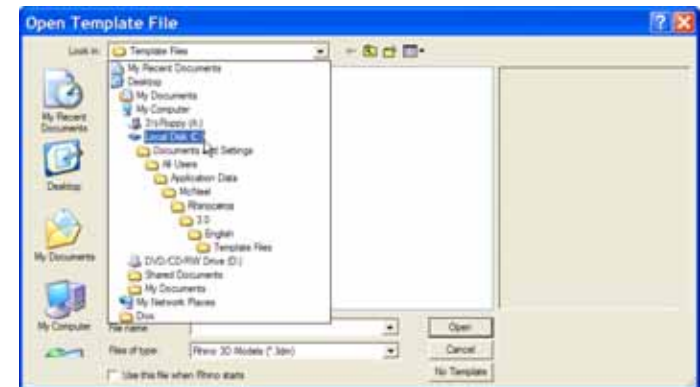 Open Template File
Look in:
Template Files
My Recent Documents
Desktop
My Documents
My Computer
3½ Floppy (A:)
Local Disk (C:)
Documents and Settings
All Users
Application Data
McNeel
Rhinoceros
3.0
English
Template Files
DVD/CD-RW Drive (D:)
Shared Documents
My Documents
My Network Places
My Recent
Documents
Desktop
My Documents
My Computer
File name:
Open
Files of type:
Rhino 3D Models (*.3dm)
Cancel
Use this file when Rhino starts
No Template